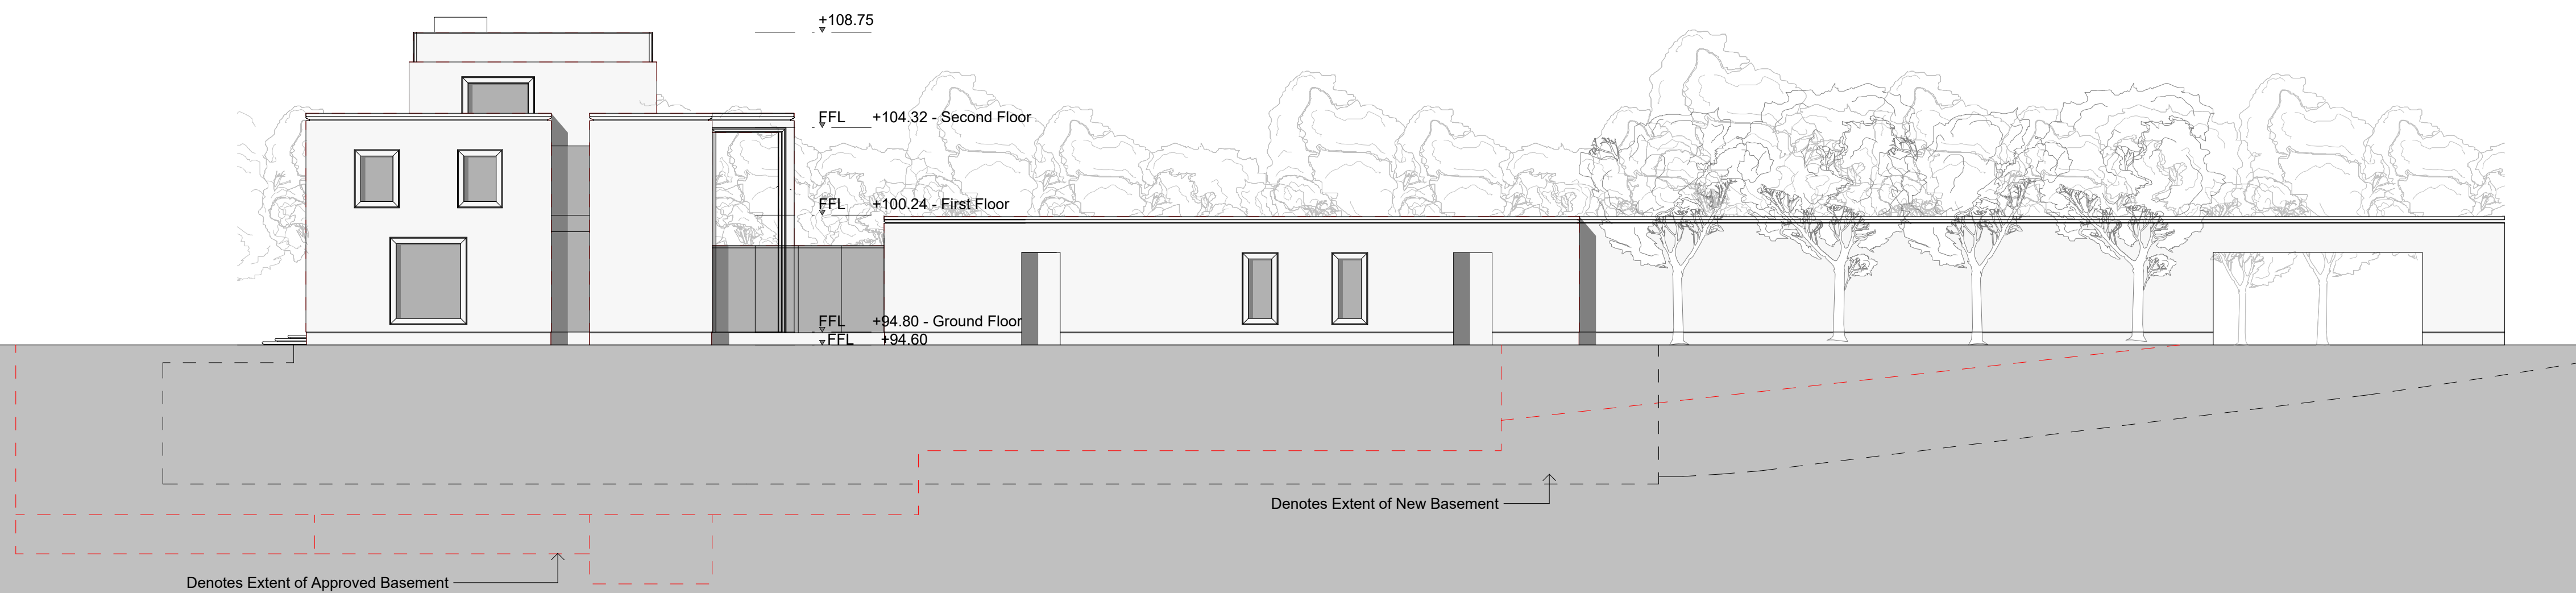 +108.75
FFL +104.32 - Second Floor
FFL +100.24 - First Floor
FFL +94.80 - Ground Floor
FFL +94.60
Denotes Extent of New Basement
Denotes Extent of Approved Basement